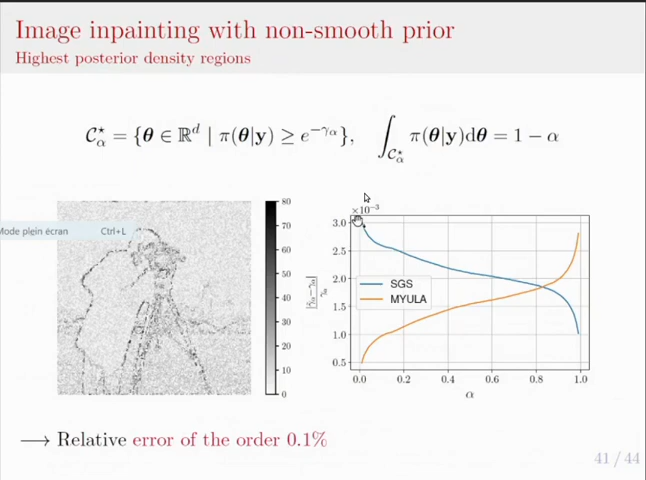 Image inpainting with non-smooth prior
Highest posterior density regions
𝒞*_α = {θ ∈ ℝ^d | π(θ|y) ≥ e^{−γ_α}}, ∫_{𝒞*_α} π(θ|y)dθ = 1 − α
Mode plein écran Ctrl+L
80
70
60
50
40
30
20
10
0
×10⁻³
3.0
2.5
2.0
1.5
1.0
0.5
SGS
MYULA
0.0 0.2 0.4 0.6 0.8 1.0
α
⟶ Relative error of the order 0.1%
41 / 44